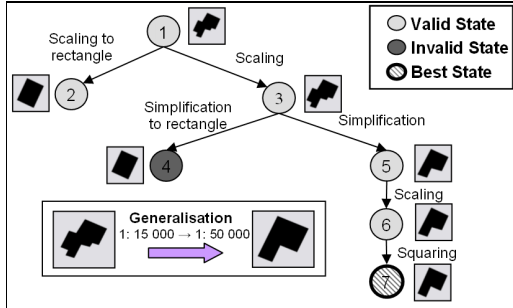 1
Valid State
Invalid State
Best State
Scaling to
rectangle
Scaling
2
3
Simplification
to rectangle
Simplification
4
5
Scaling
6
Squaring
7
Generalisation
1: 15 000 → 1: 50 000